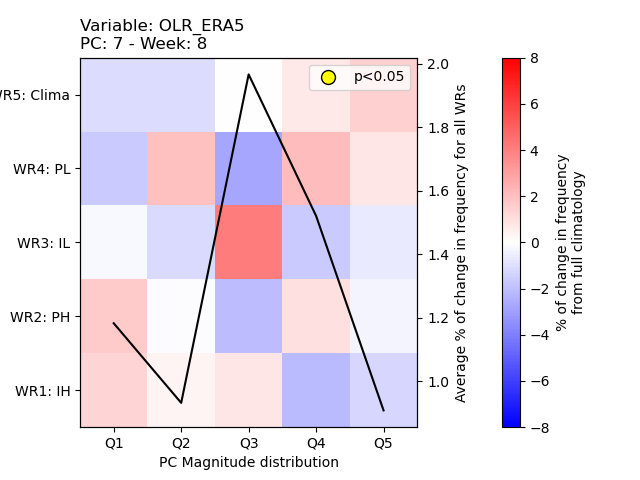 Variable: OLR_ERA5
PC: 7 - Week: 8
p<0.05
WR5: Clima
WR4: PL
WR3: IL
WR2: PH
WR1: IH
Q1 Q2 Q3 Q4 Q5
PC Magnitude distribution
2.0
1.8
1.6
1.4
1.2
1.0
Average % of change in frequency for all WRs
8
6
4
2
0
−2
−4
−6
−8
% of change in frequency
from full climatology